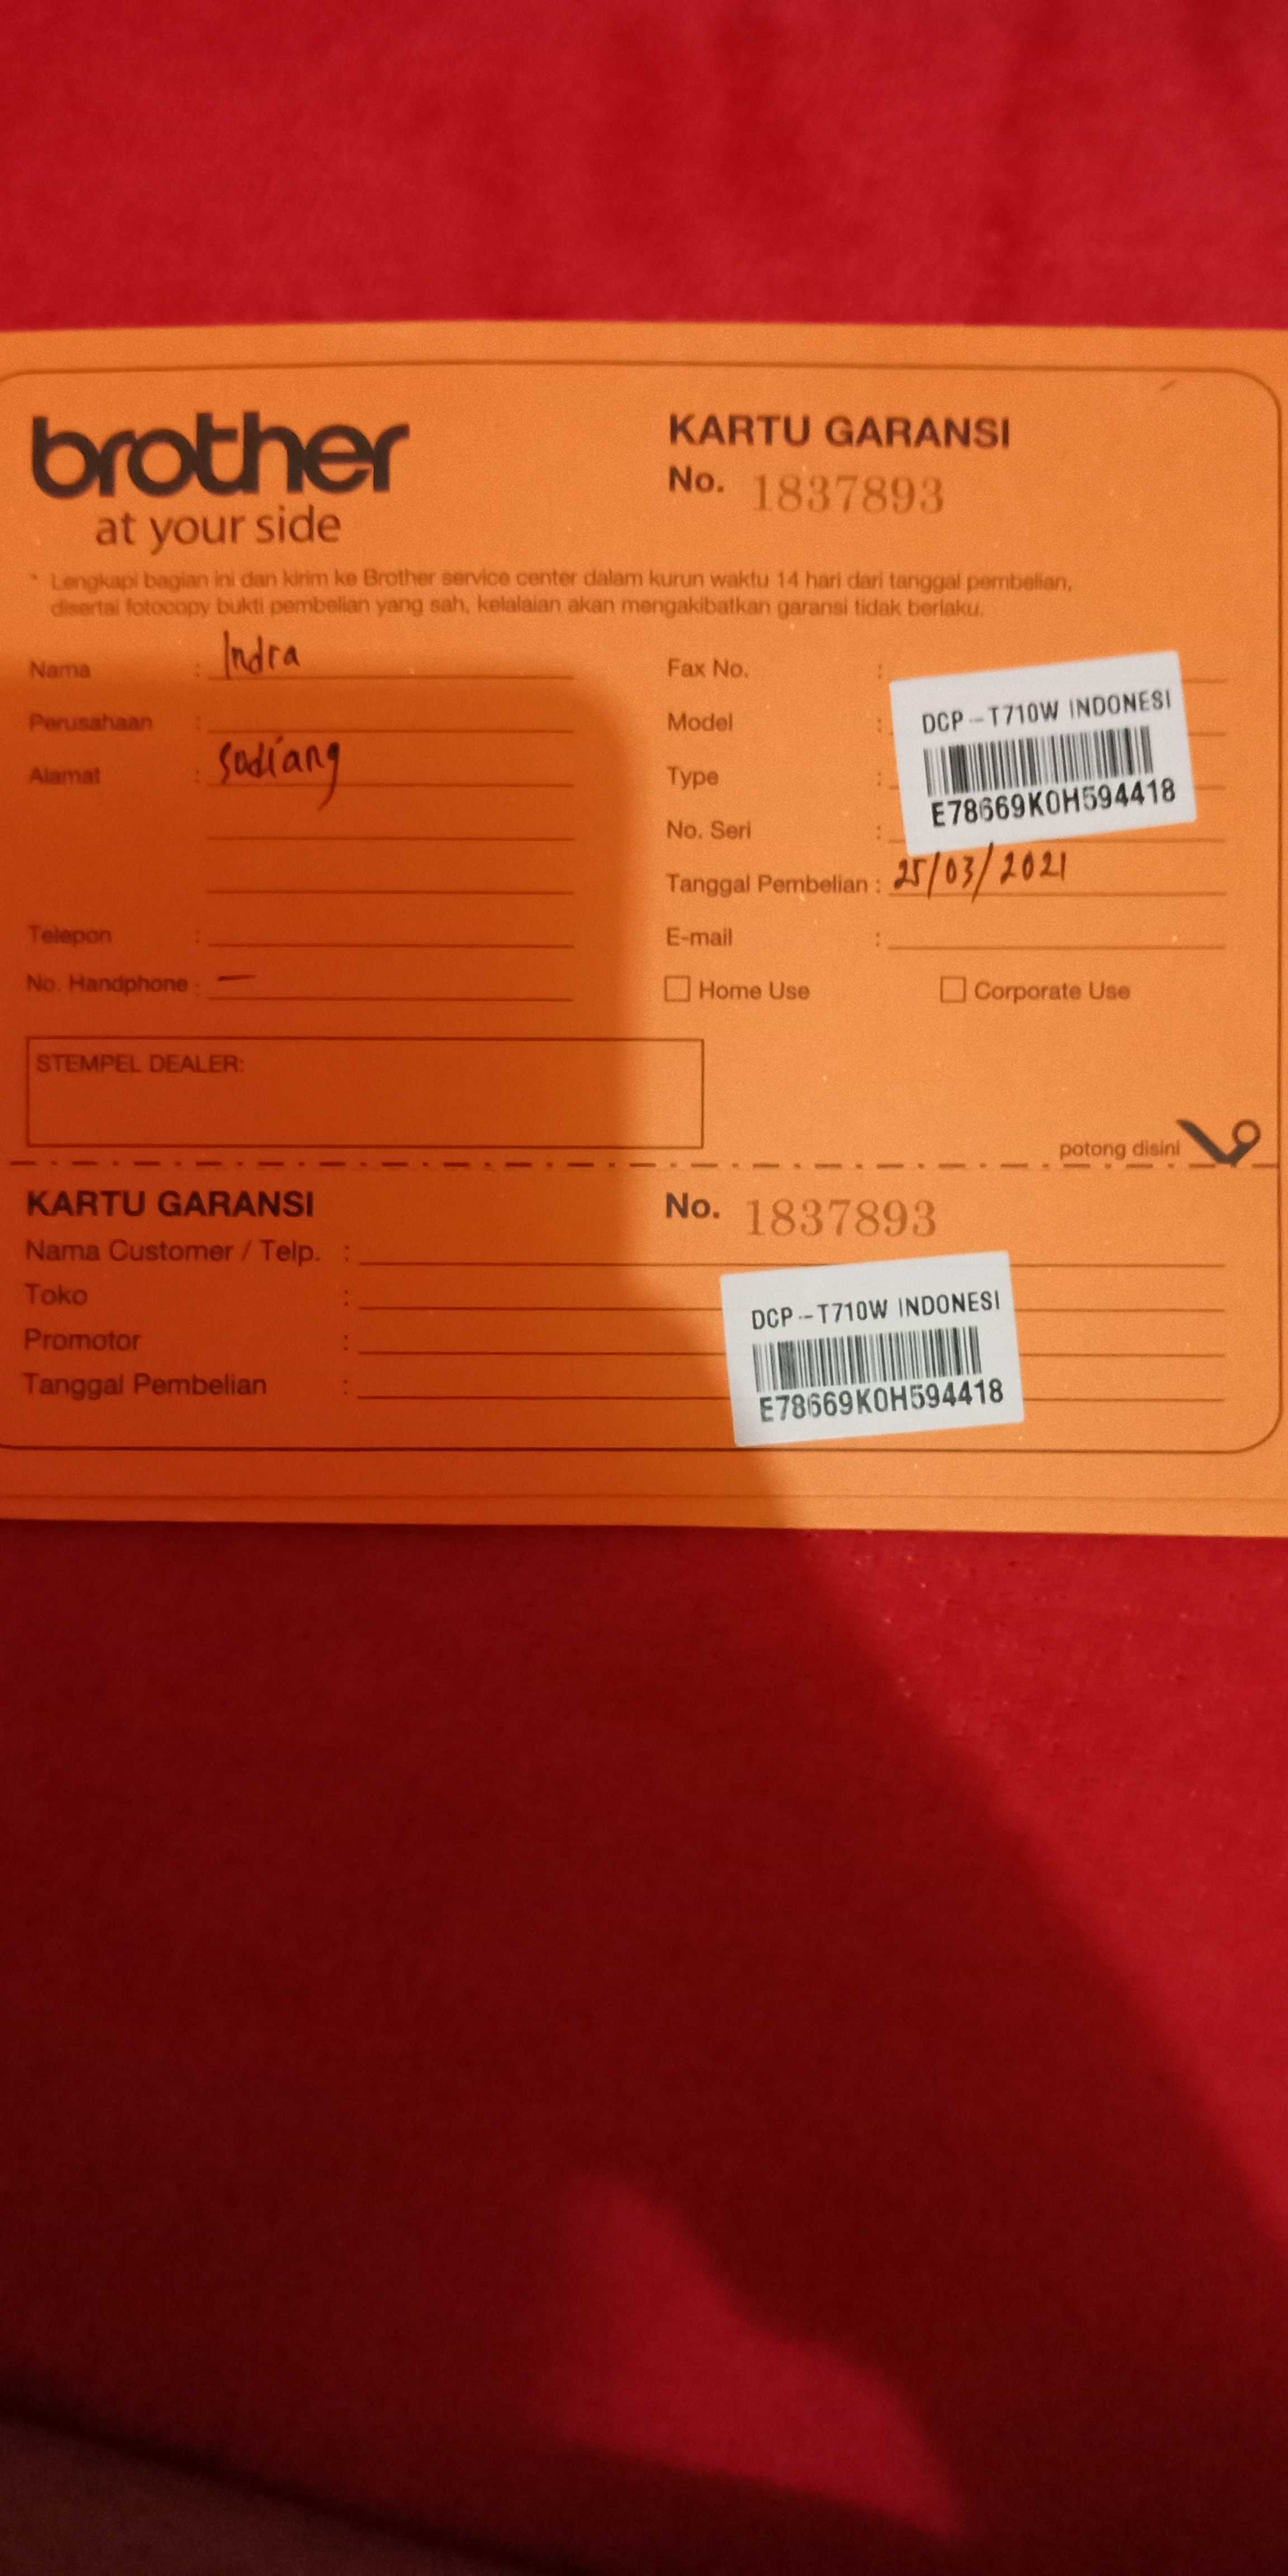 brother
at your side
KARTU GARANSI
No. 1837893
* Lengkapi bagian ini dan kirim ke Brother service center dalam kurun waktu 14 hari dari tanggal pembelian,
disertai fotocopy bukti pembelian yang sah, kelalaian akan mengakibatkan garansi tidak berlaku.
Nama : Indra
Perusahaan :
Alamat : Sudiang
Telepon :
No. Handphone : —
Fax No. :
Model :
Type :
No. Seri :
DCP-T710W INDONESI
E78669K0H594418
Tanggal Pembelian : 25/03/2021
E-mail :
Home Use
Corporate Use
STEMPEL DEALER:
potong disini
KARTU GARANSI
No. 1837893
Nama Customer / Telp. :
Toko :
Promotor :
Tanggal Pembelian :
DCP-T710W INDONESI
E78669K0H594418